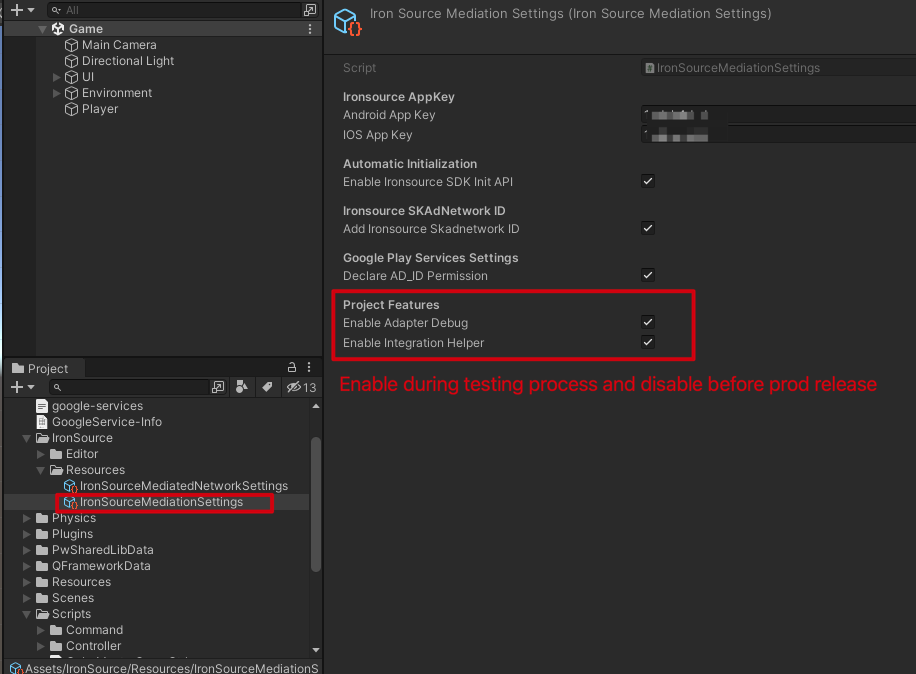 All
Game
Main Camera
Directional Light
UI
Environment
Player
Project
13
google-services
GoogleService-Info
IronSource
Editor
Resources
IronSourceMediatedNetworkSettings
IronSourceMediationSettings
Physics
Plugins
PwSharedLibData
QFrameworkData
Resources
Scenes
Scripts
Command
Controller
Assets/IronSource/Resources/IronSourceMediationS
Iron Source Mediation Settings (Iron Source Mediation Settings)
Script
IronSourceMediationSettings
Ironsource AppKey
Android App Key
IOS App Key
Automatic Initialization
Enable Ironsource SDK Init API
Ironsource SKAdNetwork ID
Add Ironsource Skadnetwork ID
Google Play Services Settings
Declare AD_ID Permission
Project Features
Enable Adapter Debug
Enable Integration Helper
Enable during testing process and disable before prod release